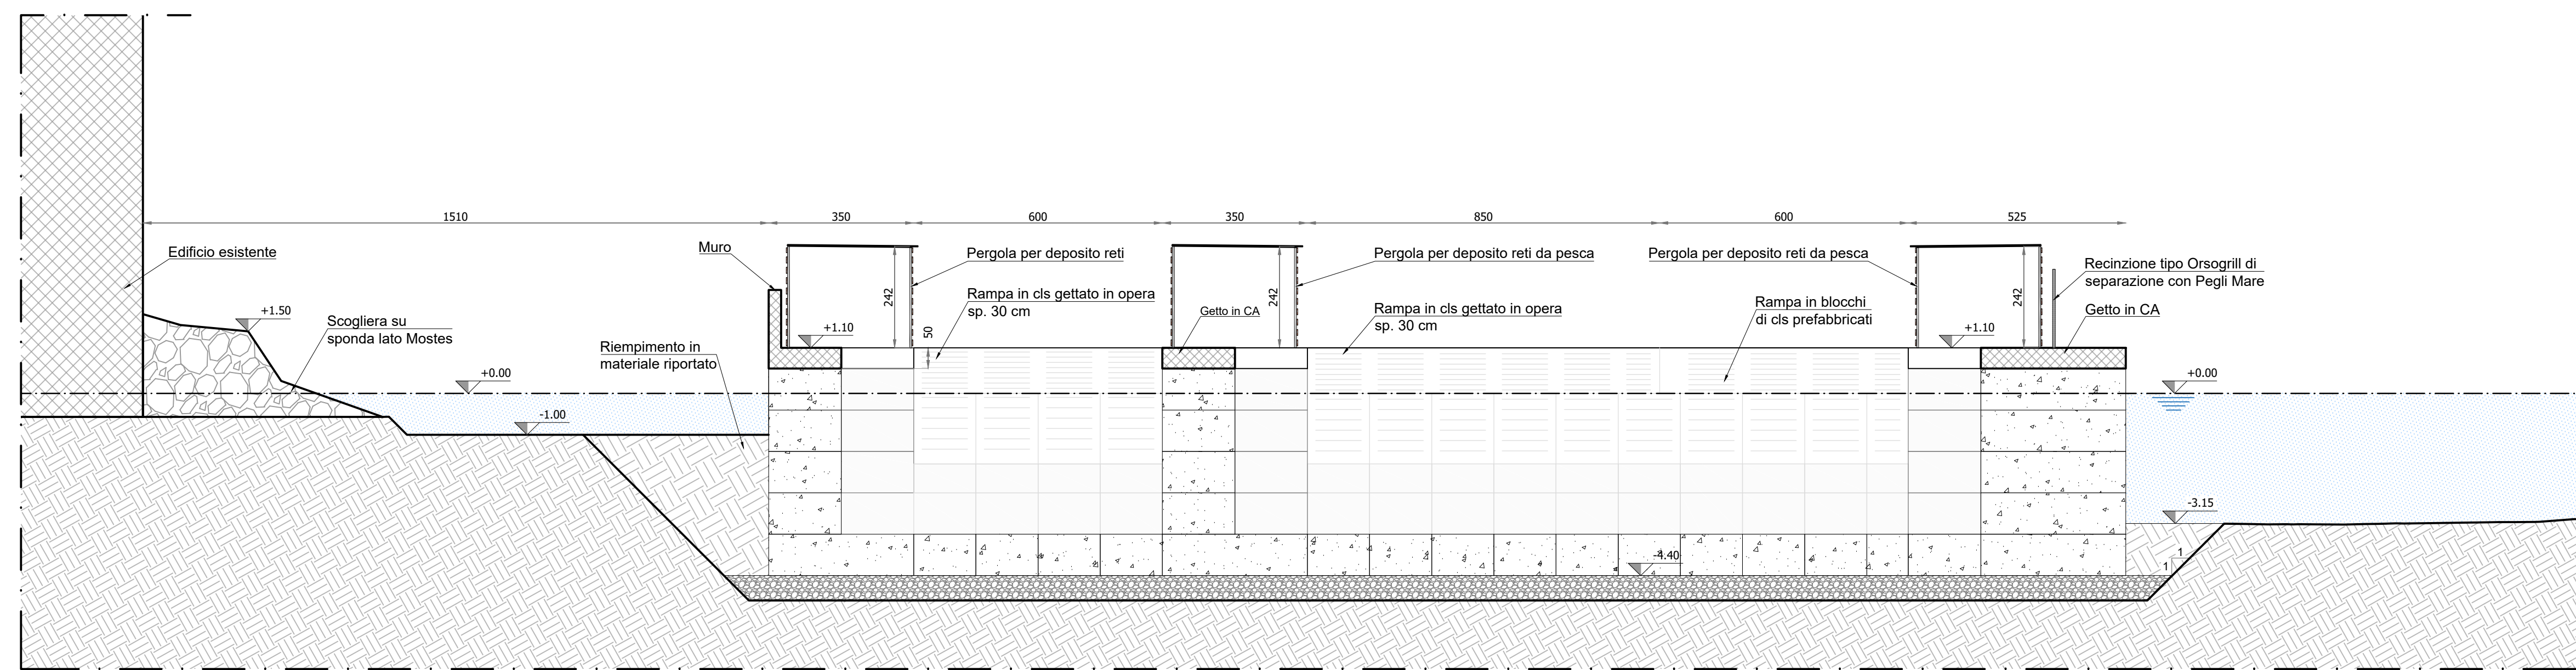 1510
350
600
350
850
600
525
Edificio esistente
Muro
Pergola per deposito reti
Pergola per deposito reti da pesca
Pergola per deposito reti da pesca
Recinzione tipo Orsogrill di
separazione con Pegli Mare
242
242
242
Rampa in cls gettato in opera
sp. 30 cm
Getto in CA
Rampa in cls gettato in opera
sp. 30 cm
Rampa in blocchi
di cls prefabbricati
Getto in CA
+1.50
Scogliera su
sponda lato Mostes
+1.10
50
+1.10
Riempimento in
materiale riportato
+0.00
+0.00
-1.00
-3.15
-4.40
1
1